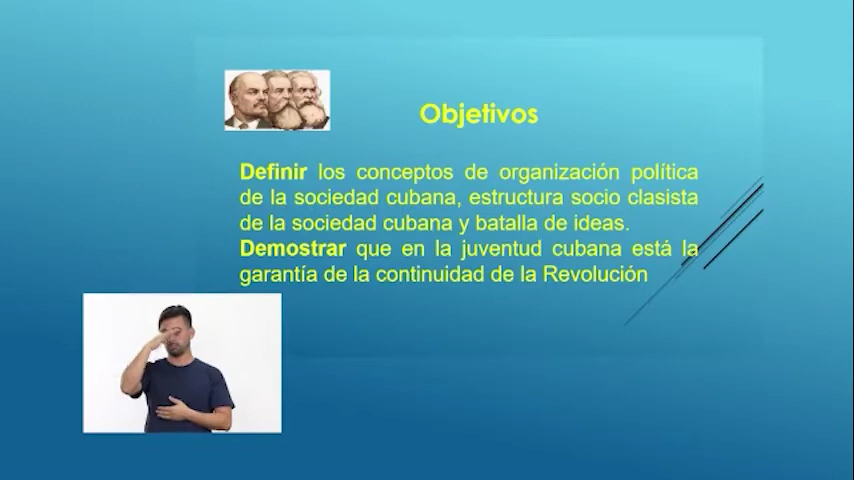 Objetivos
Definir los conceptos de organización política
de la sociedad cubana, estructura socio clasista
de la sociedad cubana y batalla de ideas.
Demostrar que en la juventud cubana está la
garantía de la continuidad de la Revolución